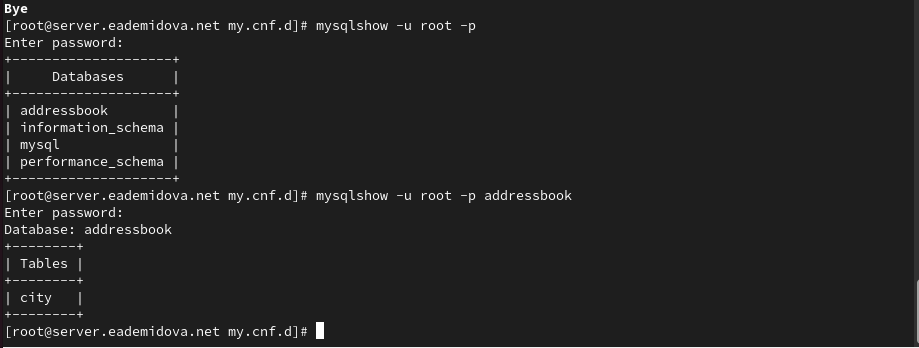 Bye
[root@server.eademidova.net my.cnf.d]# mysqlshow -u root -p
Enter password:
+--------------------+
|     Databases      |
+--------------------+
| addressbook        |
| information_schema |
| mysql              |
| performance_schema |
+--------------------+
[root@server.eademidova.net my.cnf.d]# mysqlshow -u root -p addressbook
Enter password:
Database: addressbook
+--------+
| Tables |
+--------+
| city   |
+--------+
[root@server.eademidova.net my.cnf.d]#